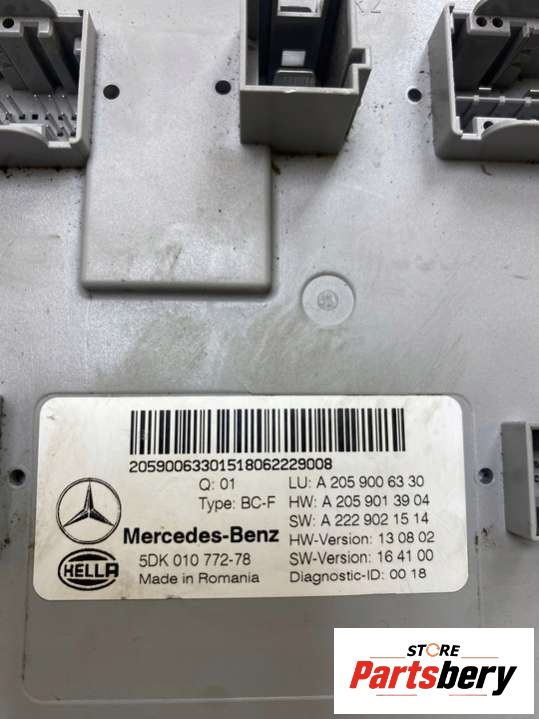 20590063301518062229008
Q: 01
Type: BC-F
LU: A 205 900 63 30
HW: A 205 901 39 04
SW: A 222 902 15 14
Mercedes-Benz
HW-Version: 13 08 02
5DK 010 772-78
SW-Version: 16 41 00
HELLA
Made in Romania
Diagnostic-ID: 00 18
STORE
Partsbery